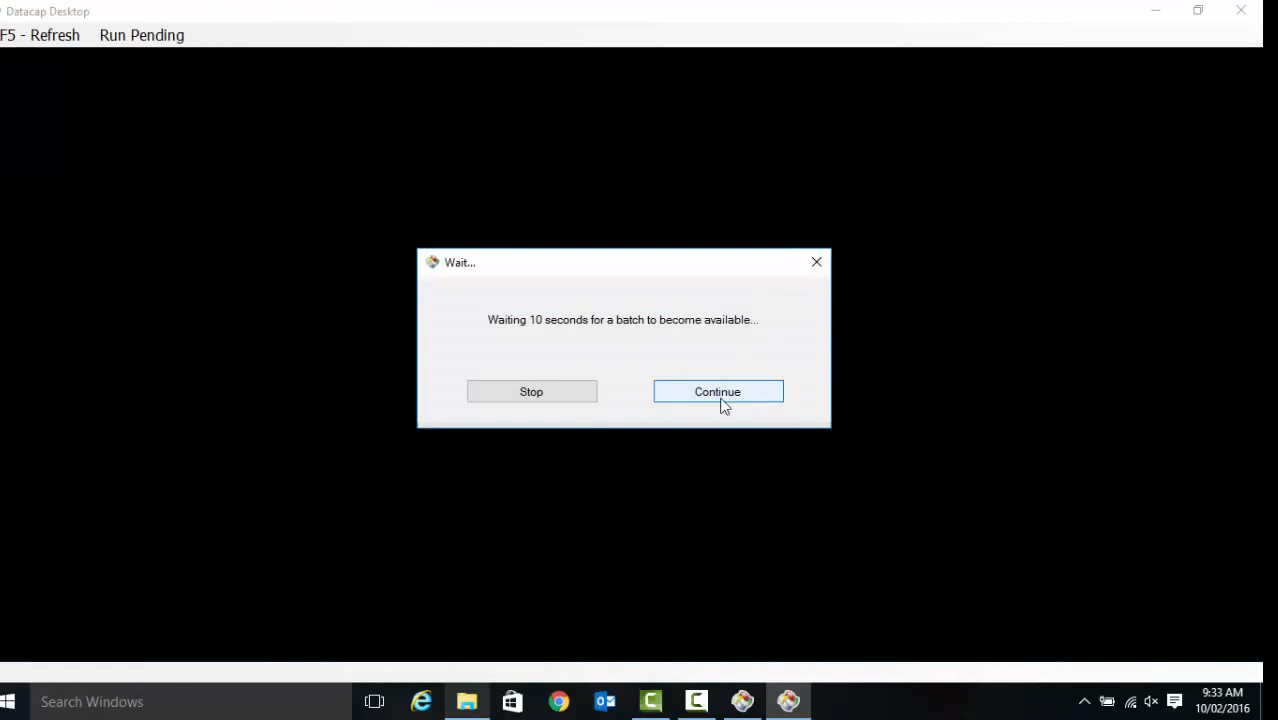 Datacap Desktop
F5 - Refresh Run Pending
Wait...
Waiting 10 seconds for a batch to become available...
Stop Continue
Search Windows
9:33 AM
10/02/2016